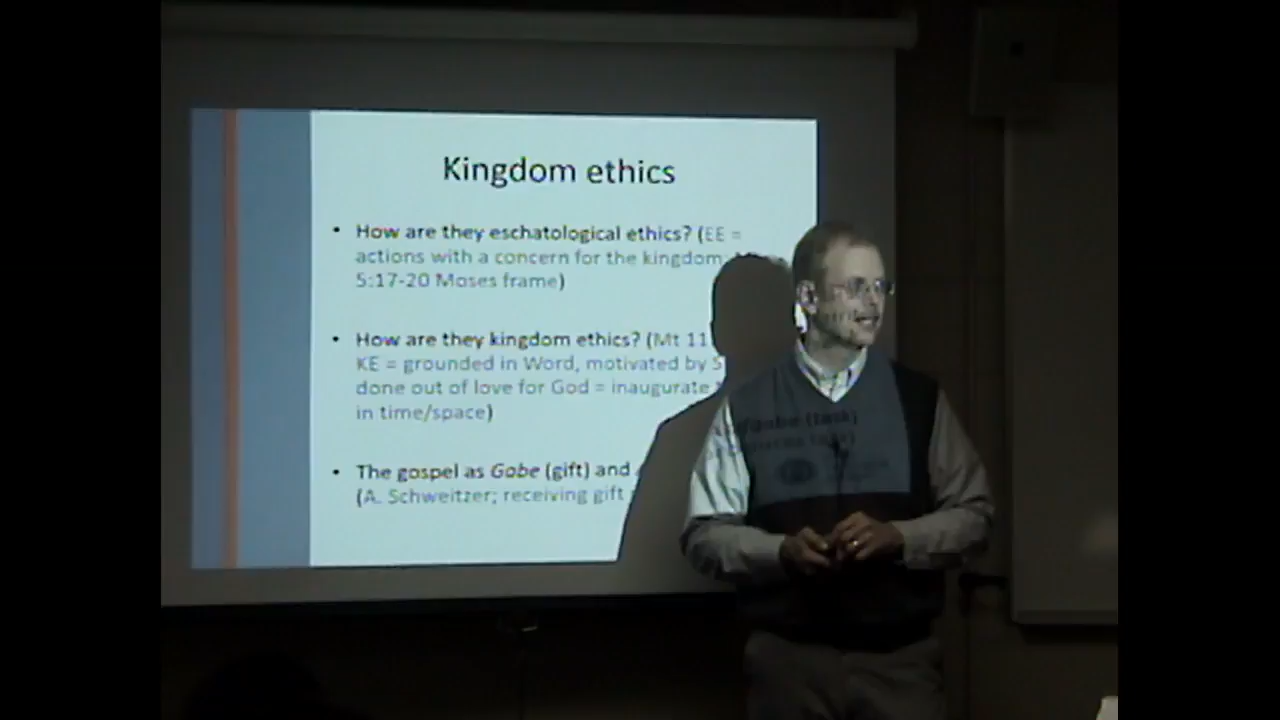 Kingdom ethics
• How are they eschatological ethics? (EE =
actions with a concern for the kingdom;
5:17-20 Moses frame)
• How are they kingdom ethics? (Mt 11
KE = grounded in Word, motivated by S
done out of love for God = inaugurate
in time/space)
• The gospel as Gabe (gift) and (task)
(A. Schweitzer; receiving gift